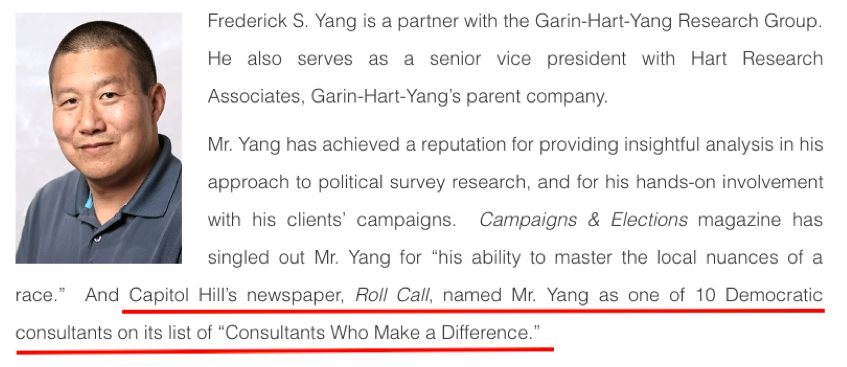 Frederick S. Yang is a partner with the Garin-Hart-Yang Research Group.
He also serves as a senior vice president with Hart Research
Associates, Garin-Hart-Yang's parent company.
Mr. Yang has achieved a reputation for providing insightful analysis in his
approach to political survey research, and for his hands-on involvement
with his clients' campaigns. Campaigns & Elections magazine has
singled out Mr. Yang for “his ability to master the local nuances of a
race.” And Capitol Hill's newspaper, Roll Call, named Mr. Yang as one of 10 Democratic
consultants on its list of “Consultants Who Make a Difference.”